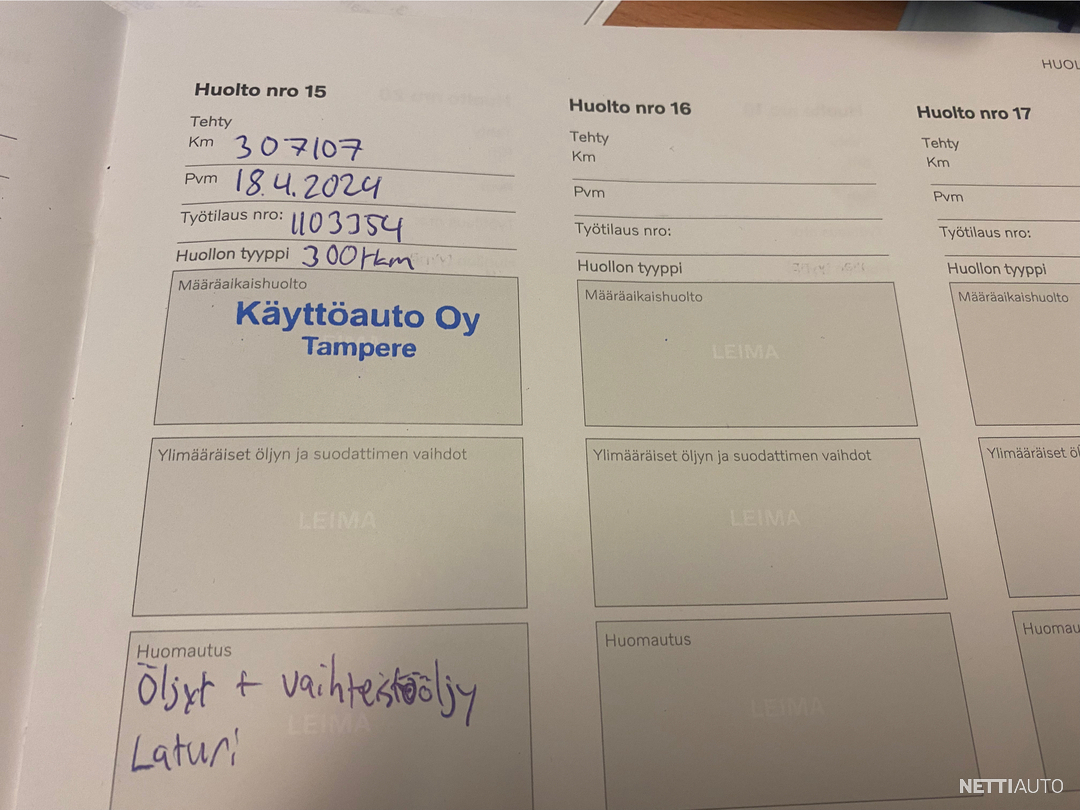 HUOL
Huolto nro 15
Tehty
Km 307107
Pvm 18.4.2024
Työtilaus nro: 1103354
Huollon tyyppi 300tkm
Määräaikaishuolto
Käyttöauto Oy
Tampere
Ylimääräiset öljyn ja suodattimen vaihdot
LEIMA
Huomautus
Öljyt + vaihteistoöljy
LEIMA
Laturi
Huolto nro 16
Tehty
Km
Pvm
Työtilaus nro:
Huollon tyyppi
Määräaikaishuolto
LEIMA
Ylimääräiset öljyn ja suodattimen vaihdot
LEIMA
Huomautus
LEIMA
Huolto nro 17
Tehty
Km
Pvm
Työtilaus nro:
Huollon tyyppi
Määräaikaishuolto
Ylimääräiset öl
Huomau
NETTIAUTO